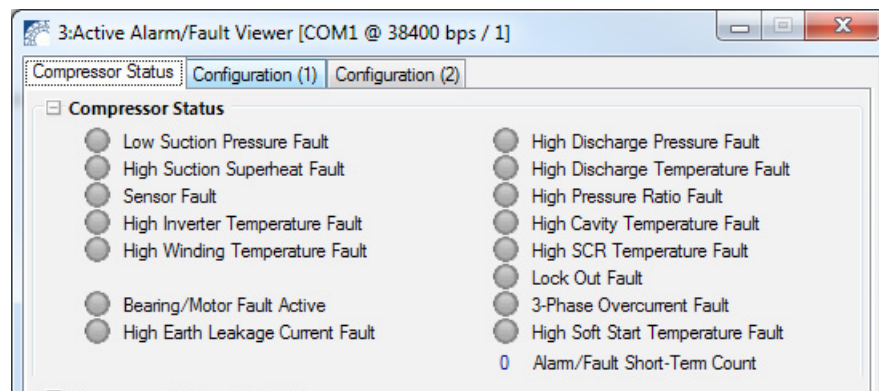 3:Active Alarm/Fault Viewer [COM1 @ 38400 bps / 1]
Compressor Status Configuration (1) Configuration (2)
Compressor Status
Low Suction Pressure Fault High Discharge Pressure Fault
High Suction Superheat Fault High Discharge Temperature Fault
Sensor Fault High Pressure Ratio Fault
High Inverter Temperature Fault High Cavity Temperature Fault
High Winding Temperature Fault High SCR Temperature Fault
Lock Out Fault
Bearing/Motor Fault Active 3-Phase Overcurrent Fault
High Earth Leakage Current Fault High Soft Start Temperature Fault
0 Alarm/Fault Short-Term Count